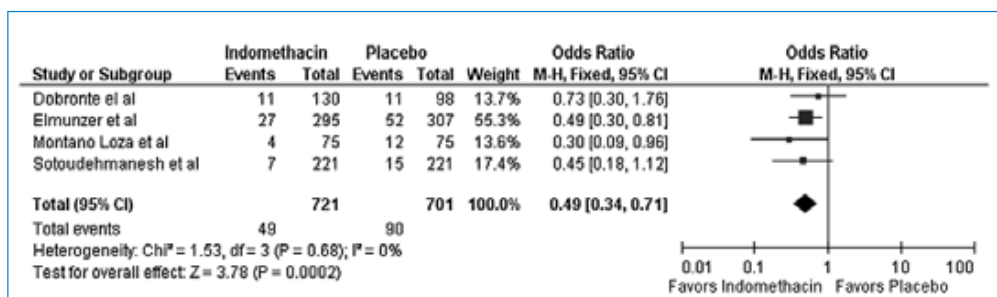 Indomethacin Placebo Odds Ratio Odds Ratio
Study or Subgroup Events Total Events Total Weight M-H, Fixed, 95% CI M-H, Fixed, 95% CI
Dobronte et al 11 130 11 98 13.7% 0.73 [0.30, 1.76]
Elmunzer et al 27 295 52 307 55.3% 0.49 [0.30, 0.81]
Montano Loza et al 4 75 12 75 13.6% 0.30 [0.09, 0.96]
Sotoudehmanesh et al 7 221 15 221 17.4% 0.45 [0.18, 1.12]
Total (95% CI) 721 701 100.0% 0.49 [0.34, 0.71]
Total events 49 90
Heterogeneity: Chi² = 1.53, df = 3 (P = 0.68); I² = 0%
Test for overall effect: Z = 3.78 (P = 0.0002)
0.01 0.1 1 10 100
Favors Indomethacin Favors Placebo